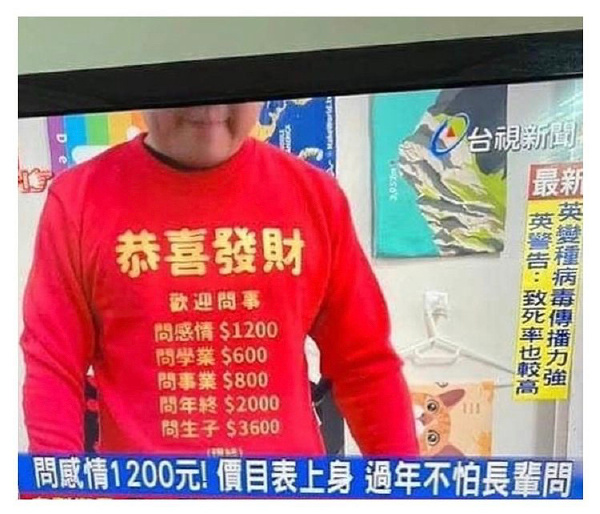 台視新聞
最新
英變種病毒傳播力強
英警告：致死率也較高
恭喜發財
歡迎問事
問感情 $1200
問學業 $600
問事業 $800
問年終 $2000
問生子 $3600
問感情1200元! 價目表上身 過年不怕長輩問